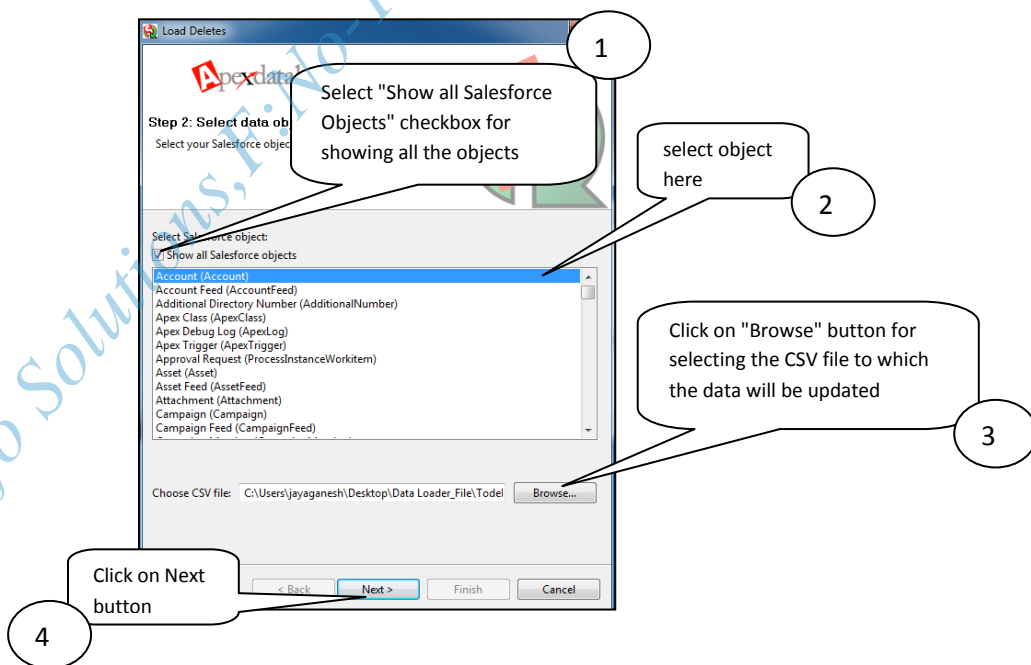 Load Deletes
1
Apexdata
Select "Show all Salesforce
Objects" checkbox for
showing all the objects
Step 2: Select data ob
Select your Salesforce objec
select object
here
2
Select Salesforce object:
Show all Salesforce objects
Account (Account)
Account Feed (AccountFeed)
Additional Directory Number (AdditionalNumber)
Apex Class (ApexClass)
Apex Debug Log (ApexLog)
Apex Trigger (ApexTrigger)
Approval Request (ProcessInstanceWorkitem)
Asset (Asset)
Asset Feed (AssetFeed)
Attachment (Attachment)
Campaign (Campaign)
Campaign Feed (CampaignFeed)
Click on "Browse" button for
selecting the CSV file to which
the data will be updated
3
Choose CSV file: C:\Users\jayaganesh\Desktop\Data Loader_File\Todel Browse...
Click on Next
button
4
< Back Next > Finish Cancel
Solutions,F:No-